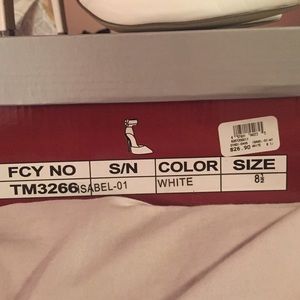 $26.90
FCY NO S/N COLOR SIZE
TM3266 ISABEL-01 WHITE 8½